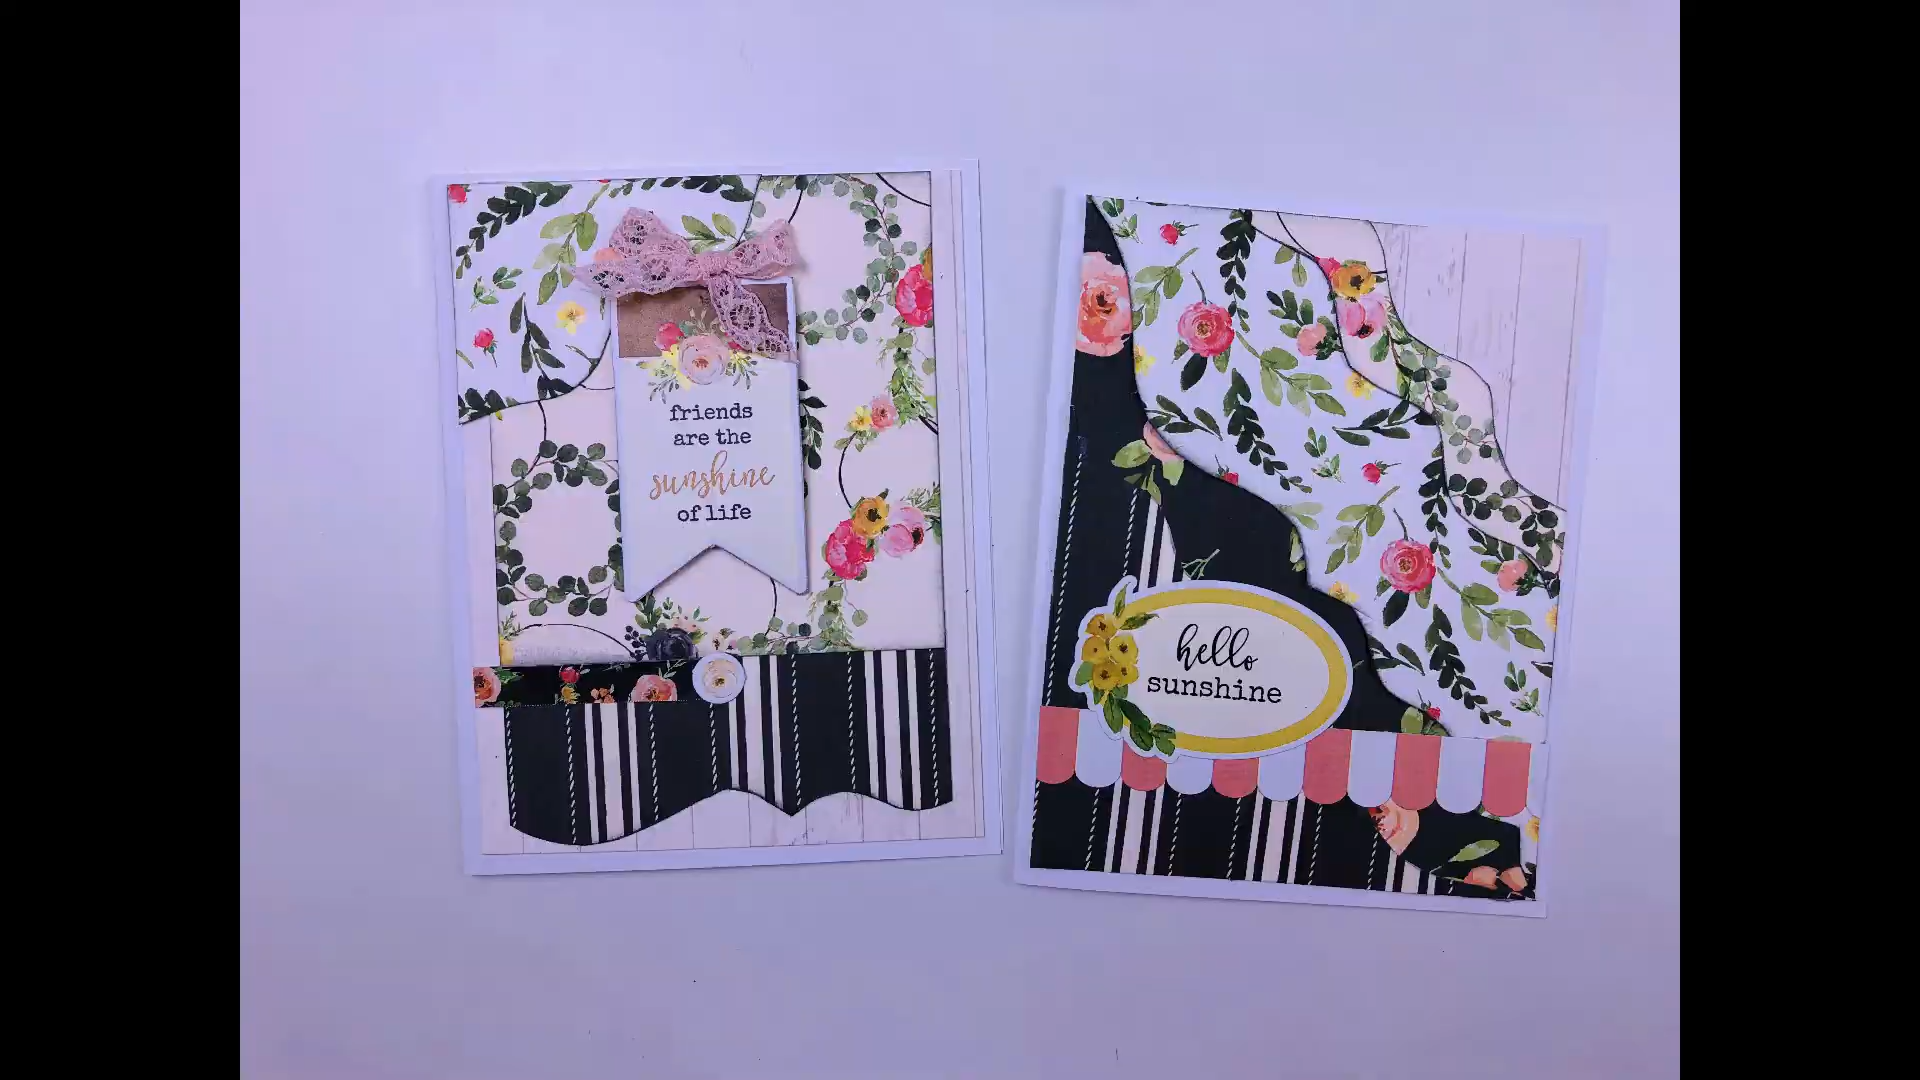 friends
are the
sunshine
of life
hello
sunshine